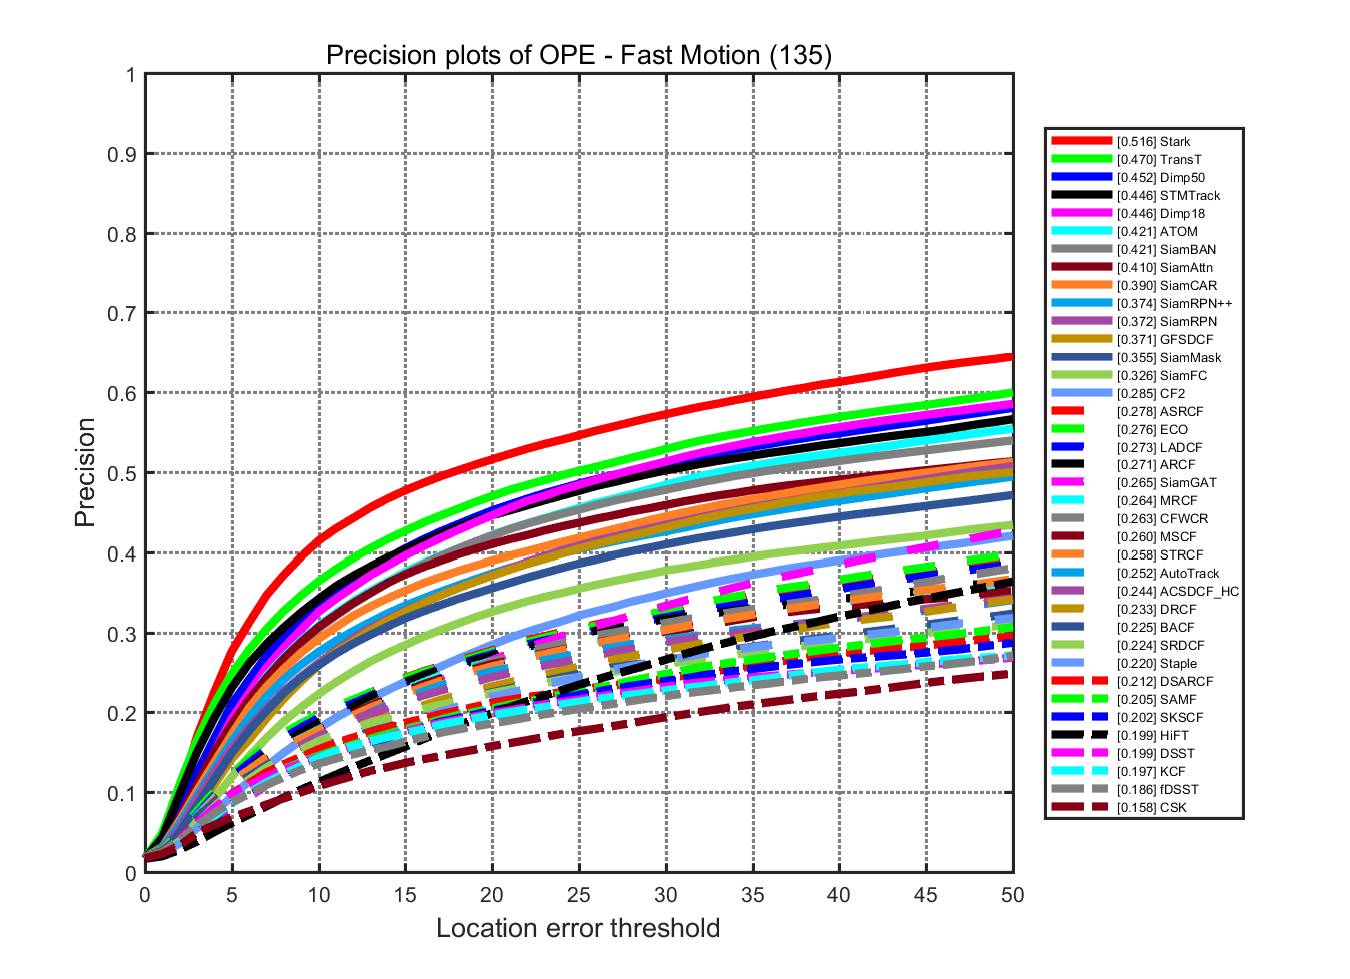 Precision plots of OPE - Fast Motion (135)
1
0.9
0.8
0.7
0.6
0.5
0.4
0.3
0.2
0.1
0
Precision
0 5 10 15 20 25 30 35 40 45 50
Location error threshold
[0.516] Stark
[0.470] TransT
[0.452] Dimp50
[0.446] STMTrack
[0.446] Dimp18
[0.421] ATOM
[0.421] SiamBAN
[0.410] SiamAttn
[0.390] SiamCAR
[0.374] SiamRPN++
[0.372] SiamRPN
[0.371] GFSDCF
[0.355] SiamMask
[0.326] SiamFC
[0.285] CF2
[0.278] ASRCF
[0.276] ECO
[0.273] LADCF
[0.271] ARCF
[0.265] SiamGAT
[0.264] MRCF
[0.263] CFWCR
[0.260] MSCF
[0.258] STRCF
[0.252] AutoTrack
[0.244] ACSDCF_HC
[0.233] DRCF
[0.225] BACF
[0.224] SRDCF
[0.220] Staple
[0.212] DSARCF
[0.205] SAMF
[0.202] SKSCF
[0.199] HiFT
[0.199] DSST
[0.197] KCF
[0.186] fDSST
[0.158] CSK